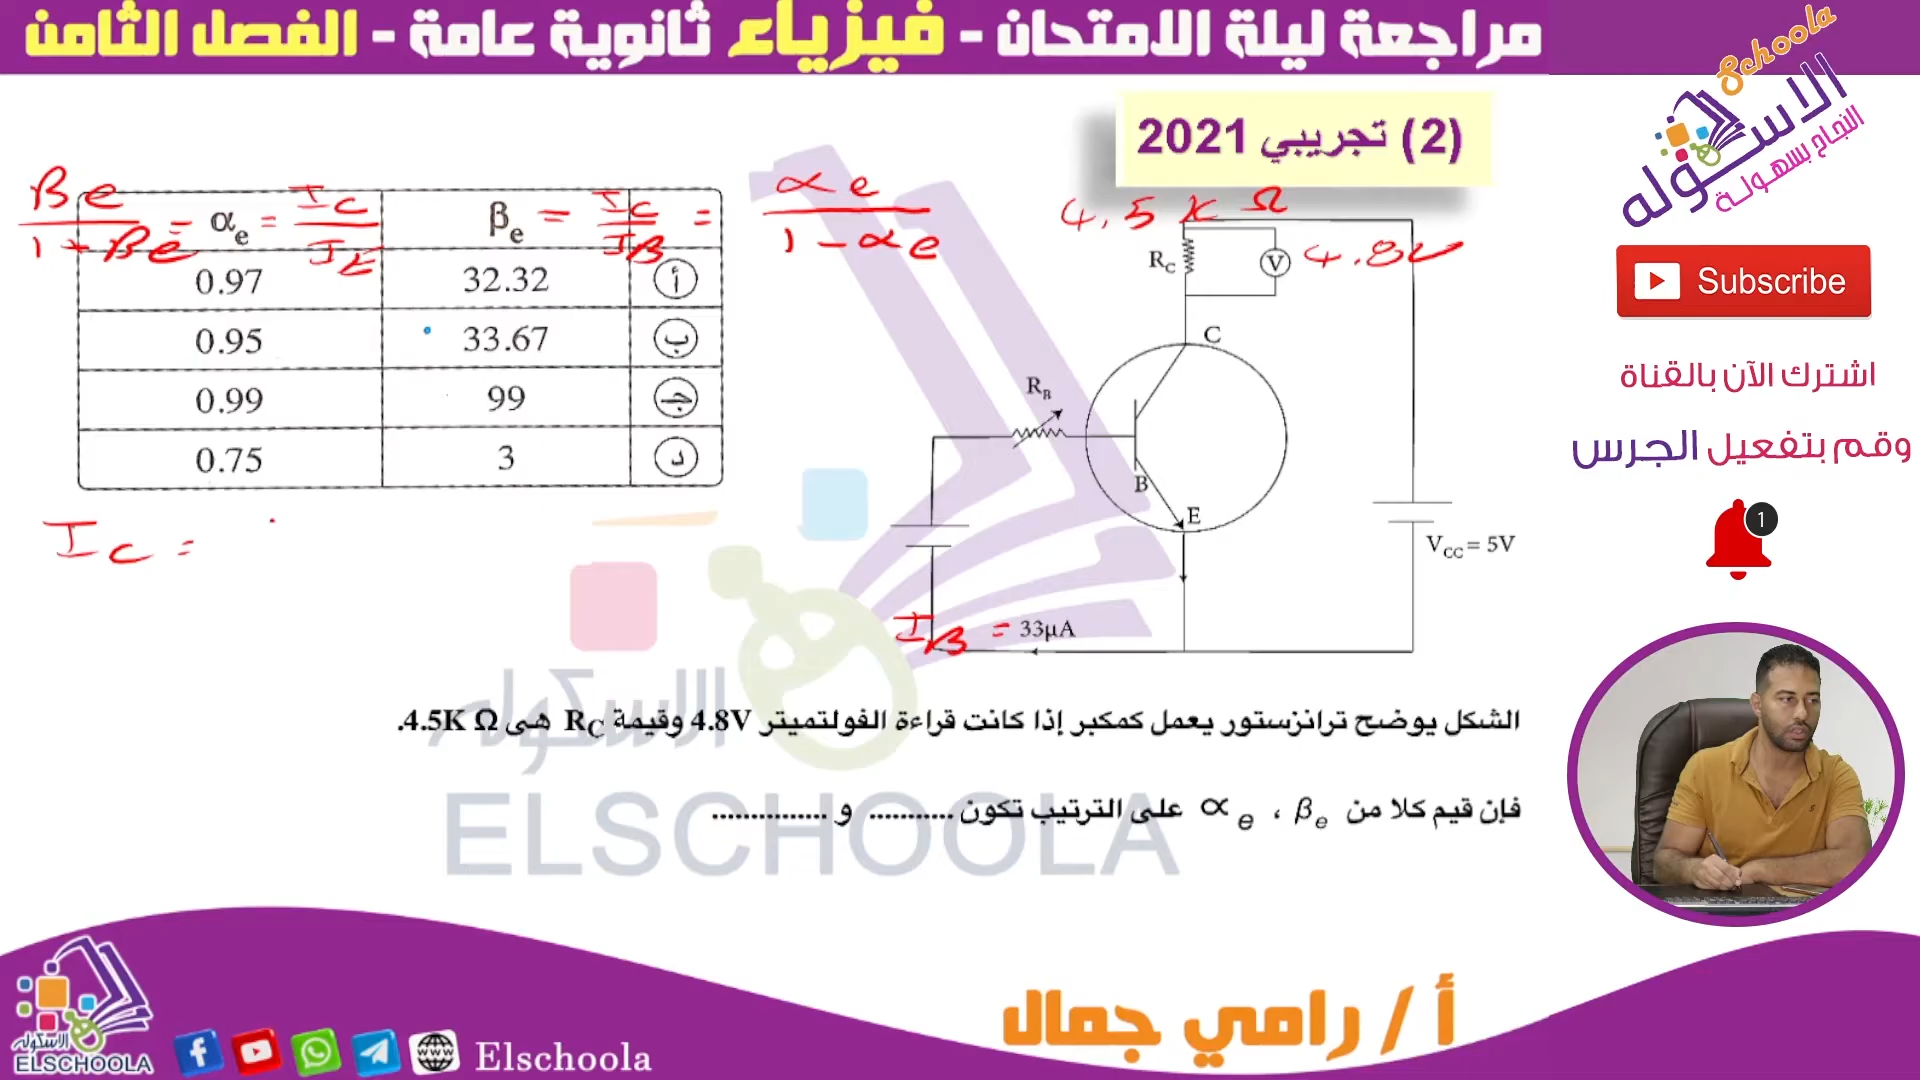 مراجعة ليلة الامتحان - فيزياء ثانوية عامة - الفصل الثامن
Schoola
الاسكوله
النجاح بسهولة
(2) تجريبي 2021
βe / 1 + βe = αe = IC / IE
βe = IC / IB = αe / 1 - αe
0.97 32.32 أ
0.95 33.67 ب
0.99 99 جـ
0.75 3 د
IC =
4.5 K Ω
RC
V
4.8V
C
RB
B
E
VCC = 5V
IB = 33µA
Subscribe
اشترك الآن بالقناة
وقم بتفعيل الجرس
1
الشكل يوضح ترانزستور يعمل كمكبر إذا كانت قراءة الفولتميتر 4.8V وقيمة RC هى 4.5K Ω.
فإن قيم كلا من βe ، ∝e على الترتيب تكون ........... و ...............
الاسكوله
ELSCHOOLA
أ / رامي جمال
الاسكوله
ELSCHOOLA
www
Elschoola